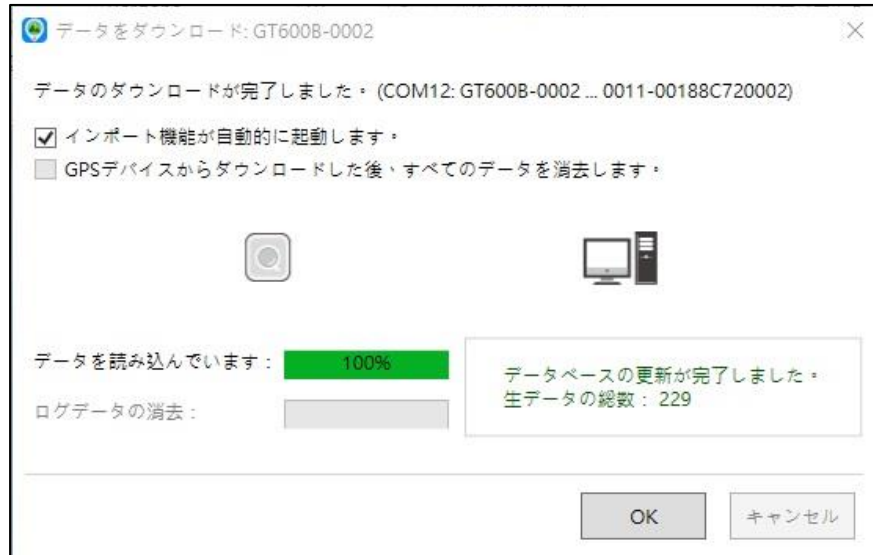 データをダウンロード: GT600B-0002
データのダウンロードが完了しました。 (COM12: GT600B-0002 ... 0011-00188C720002)
インポート機能が自動的に起動します。
GPSデバイスからダウンロードした後、すべてのデータを消去します。
データを読み込んでいます：
100%
データベースの更新が完了しました。
生データの総数： 229
ログデータの消去：
OK
キャンセル